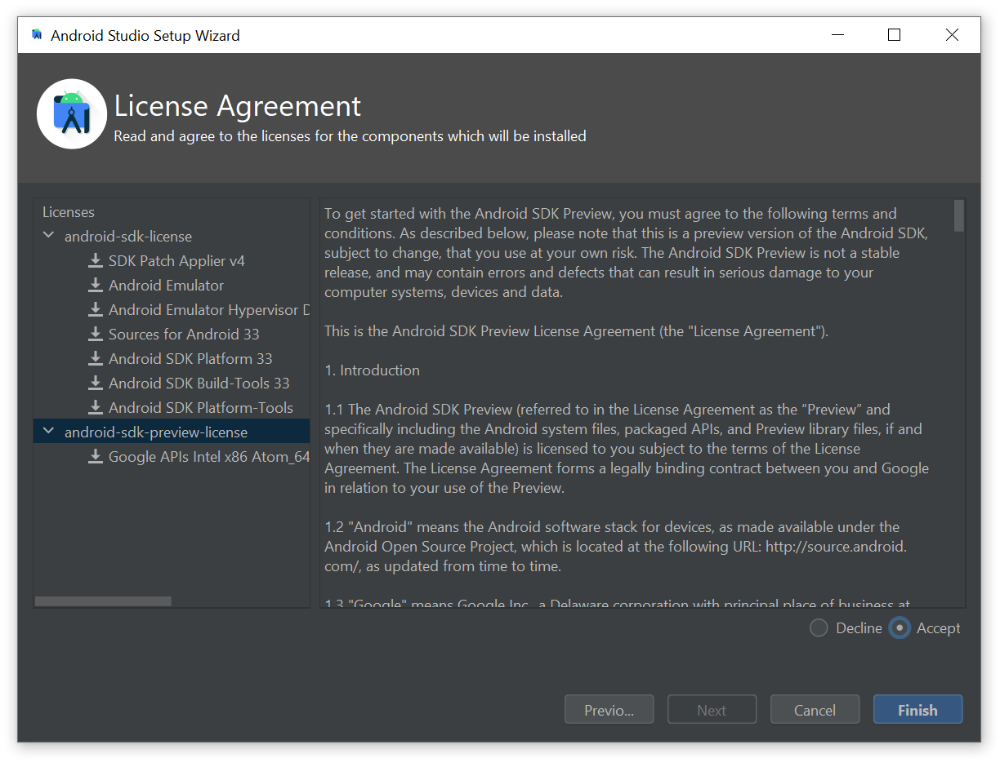 Android Studio Setup Wizard
License Agreement
Read and agree to the licenses for the components which will be installed
Licenses
android-sdk-license
SDK Patch Applier v4
Android Emulator
Android Emulator Hypervisor D
Sources for Android 33
Android SDK Platform 33
Android SDK Build-Tools 33
Android SDK Platform-Tools
android-sdk-preview-license
Google APIs Intel x86 Atom_64
To get started with the Android SDK Preview, you must agree to the following terms and
conditions. As described below, please note that this is a preview version of the Android SDK,
subject to change, that you use at your own risk. The Android SDK Preview is not a stable
release, and may contain errors and defects that can result in serious damage to your
computer systems, devices and data.
This is the Android SDK Preview License Agreement (the "License Agreement").
1. Introduction
1.1 The Android SDK Preview (referred to in the License Agreement as the “Preview” and
specifically including the Android system files, packaged APIs, and Preview library files, if and
when they are made available) is licensed to you subject to the terms of the License
Agreement. The License Agreement forms a legally binding contract between you and Google
in relation to your use of the Preview.
1.2 "Android" means the Android software stack for devices, as made available under the
Android Open Source Project, which is located at the following URL: http://source.android.
com/, as updated from time to time.
1.3 "Google" means Google Inc., a Delaware corporation with principal place of business at
Decline
Accept
Previo...
Next
Cancel
Finish